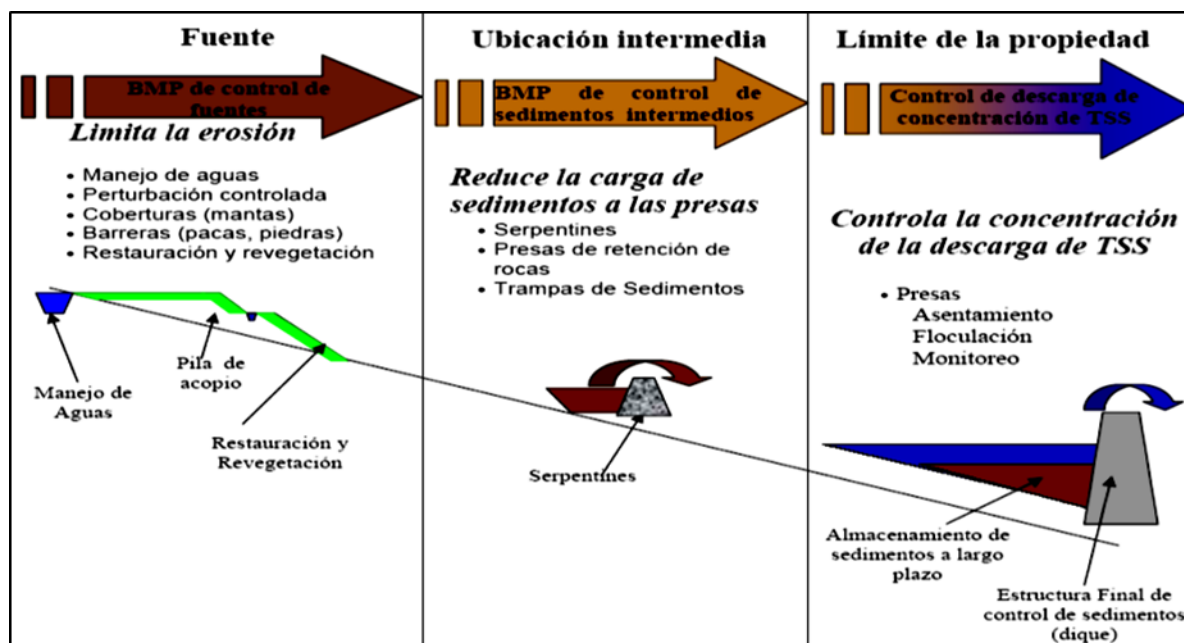 Fuente
BMP de control de
fuentes
Limita la erosión
• Manejo de aguas
• Perturbación controlada
• Coberturas (mantas)
• Barreras (pacas, piedras)
• Restauración y revegetación
Manejo de
Aguas
Pila de
acopio
Restauración y
Revegetación
Ubicación intermedia
BMP de control de
sedimentos intermedios
Reduce la carga de
sedimentos a las presas
• Serpentines
• Presas de retención de
rocas
• Trampas de Sedimentos
Serpentines
Límite de la propiedad
Control de descarga de
concentración de TSS
Controla la concentración
de la descarga de TSS
• Presas
Asentamiento
Floculación
Monitoreo
Almacenamiento de
sedimentos a largo
plazo
Estructura Final de
control de sedimentos
(dique)